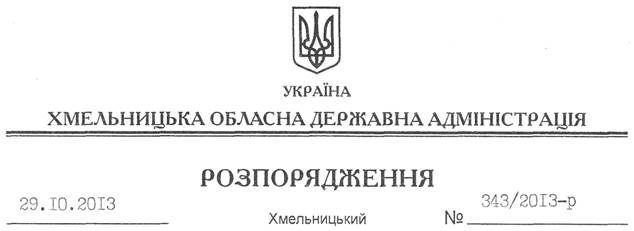 УКРАЇНА
ХМЕЛЬНИЦЬКА ОБЛАСНА ДЕРЖАВНА АДМІНІСТРАЦІЯ
РОЗПОРЯДЖЕННЯ
29.10.2013 Хмельницький № 343/2013-р